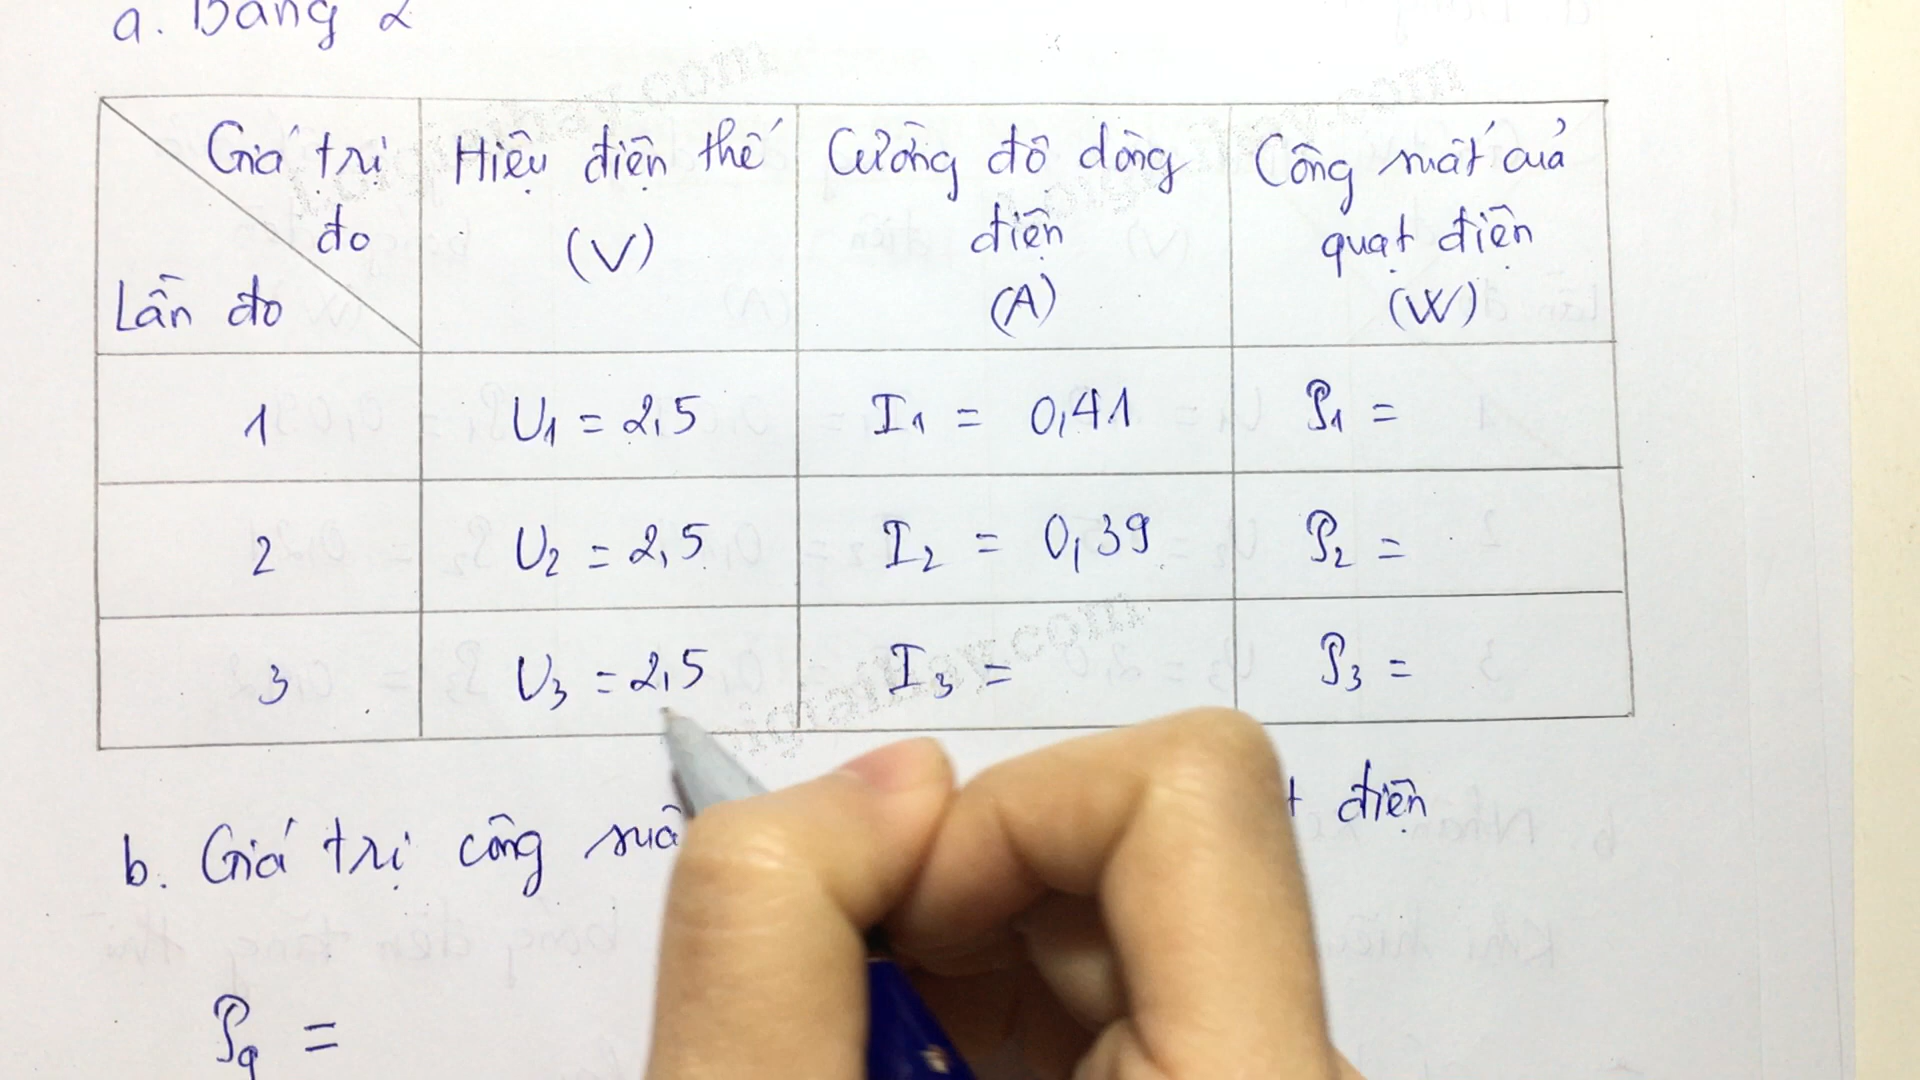 a. Bảng 2
Giá trị đo
Lần đo
Hiệu điện thế
(V)
Cường độ dòng
điện
(A)
Công suất của
quạt điện
(W)
1
U1 = 2,5
I1 = 0,41
P1 =
2
U2 = 2,5
I2 = 0,39
P2 =
3
U3 = 2,5
I3 =
P3 =
b. Giá trị công điện
Pq =